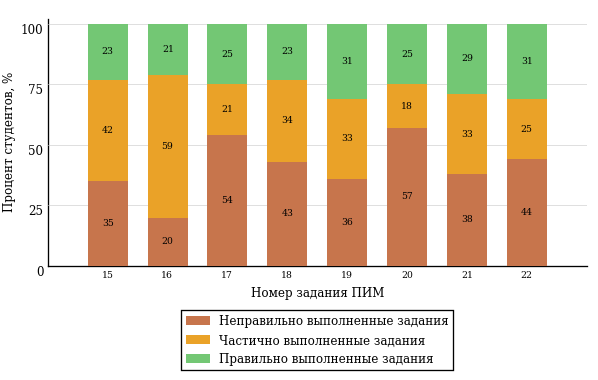 Процент студентов, %
100
75
50
25
0
23 21 25 23 31 25 29 31
42 59 21 34 33 18 33 25
35 20 54 43 36 57 38 44
15 16 17 18 19 20 21 22
Номер задания ПИМ
Неправильно выполненные задания
Частично выполненные задания
Правильно выполненные задания